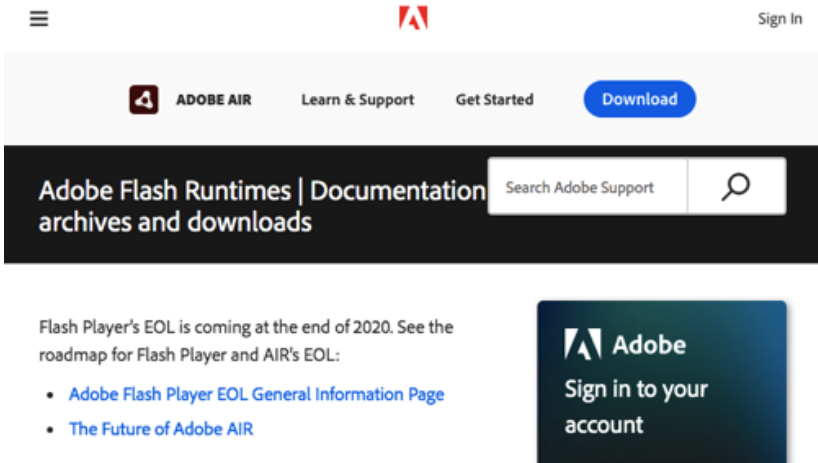 Sign In
ADOBE AIR Learn & Support Get Started Download
Adobe Flash Runtimes | Documentation
archives and downloads
Search Adobe Support
Flash Player's EOL is coming at the end of 2020. See the
roadmap for Flash Player and AIR's EOL:
• Adobe Flash Player EOL General Information Page
• The Future of Adobe AIR
Adobe
Sign in to your
account